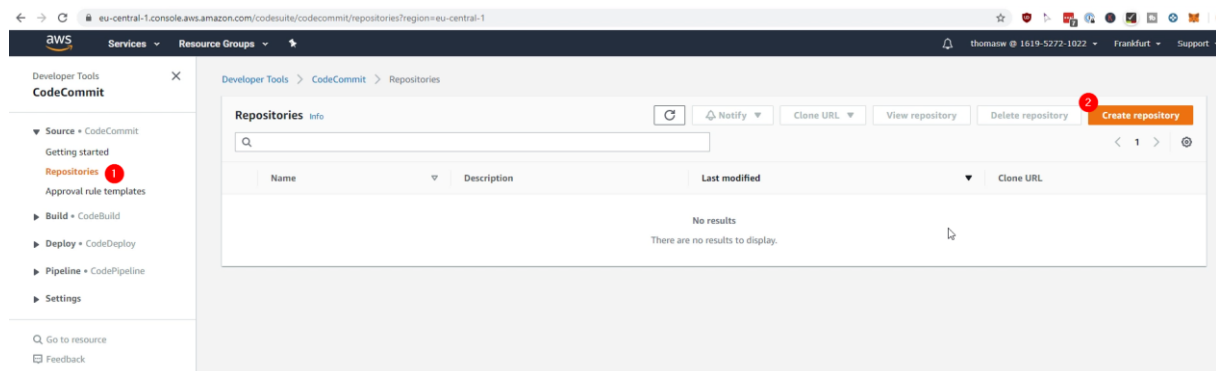 eu-central-1.console.aws.amazon.com/codesuite/codecommit/repositories?region=eu-central-1
aws Services Resource Groups thomasw @ 1619-5272-1022 Frankfurt Support
Developer Tools
CodeCommit
Source • CodeCommit
Getting started
Repositories 1
Approval rule templates
Build • CodeBuild
Deploy • CodeDeploy
Pipeline • CodePipeline
Settings
Go to resource
Feedback
Developer Tools > CodeCommit > Repositories
2
Repositories Info Notify Clone URL View repository Delete repository Create repository
< 1 >
Name Description Last modified Clone URL
No results
There are no results to display.